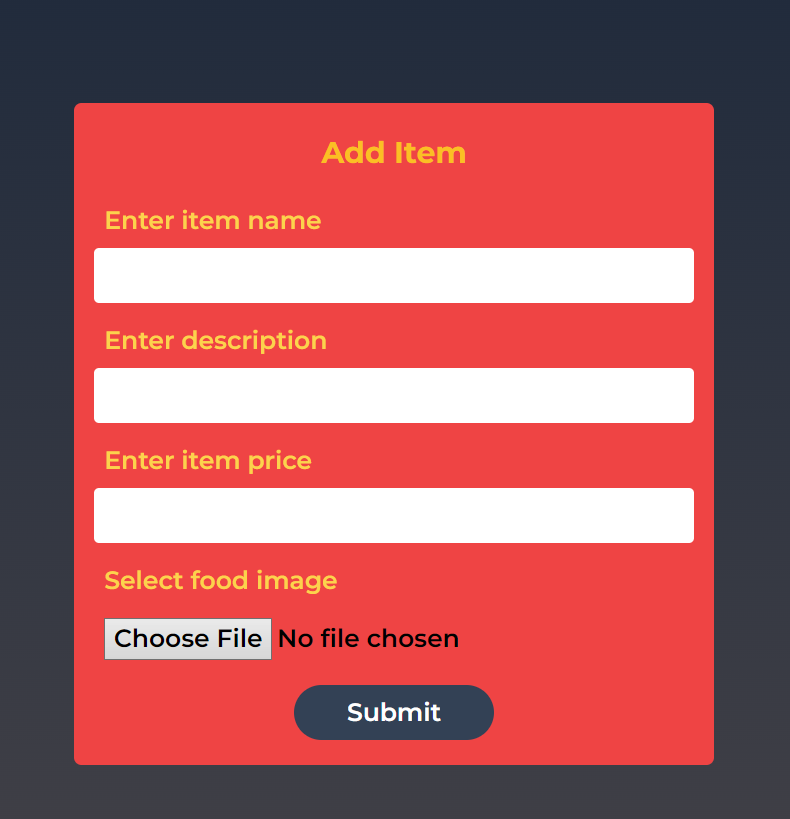 Add Item
Enter item name
Enter description
Enter item price
Select food image
Choose File No file chosen
Submit